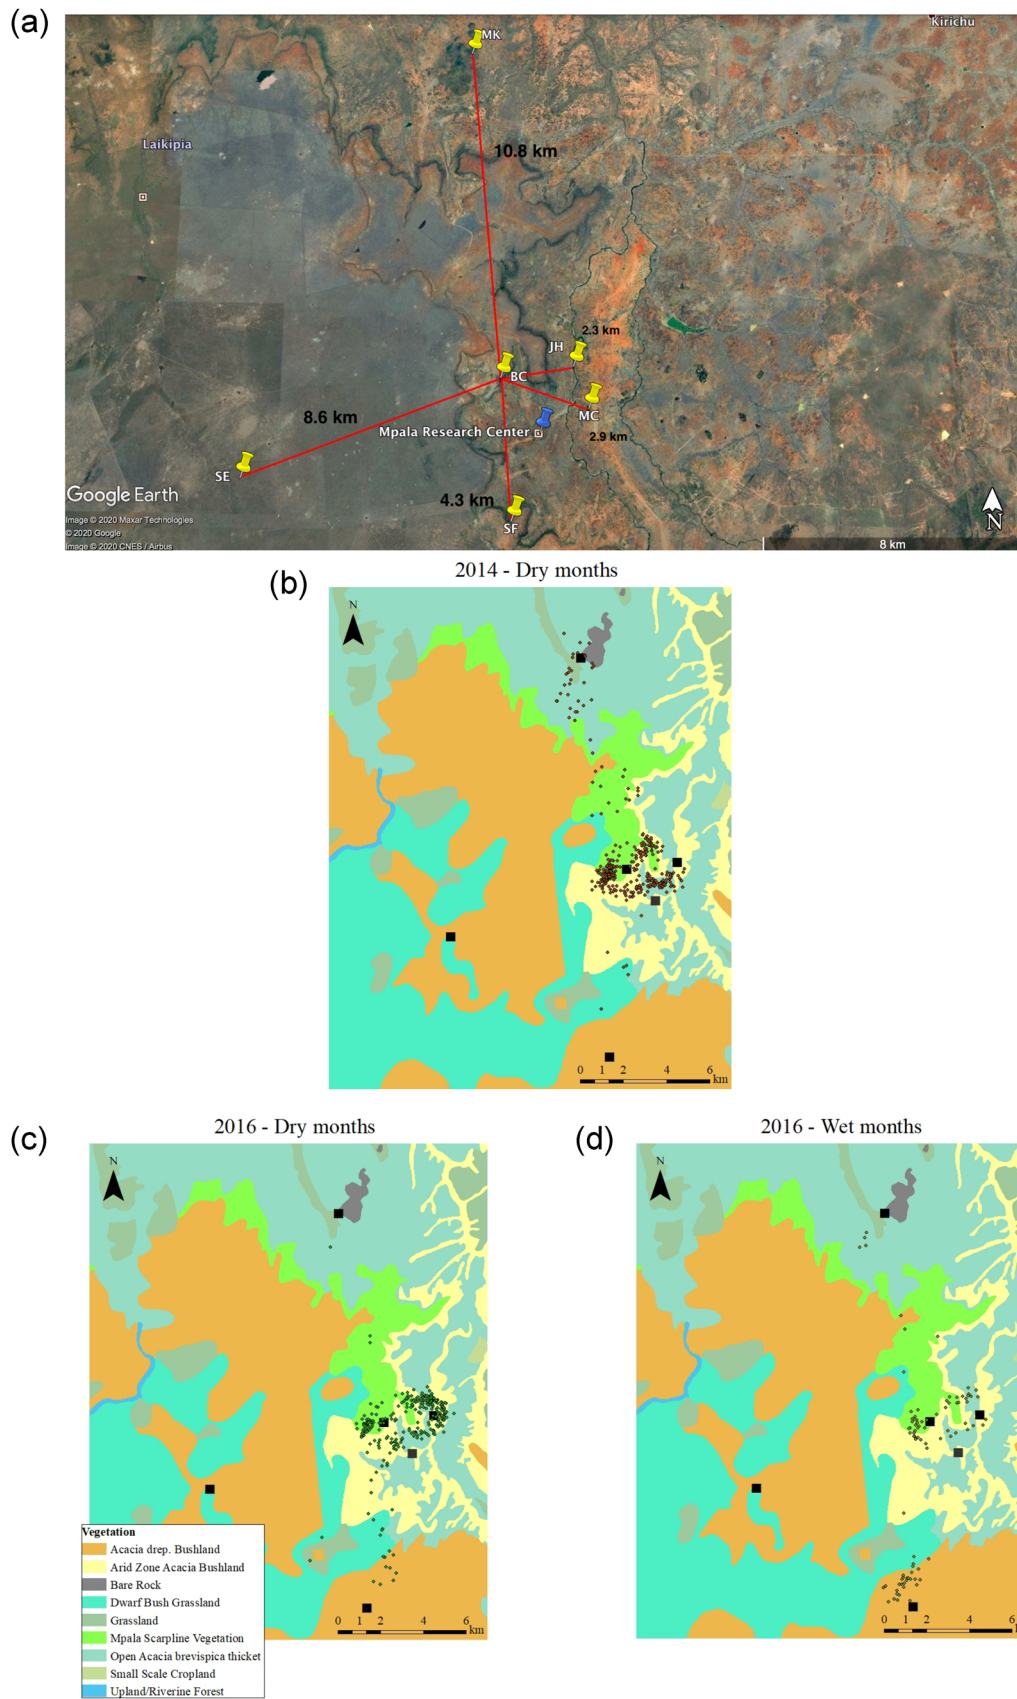 (a)
MK
Kirichu
Laikipia
10.8 km
2.3 km
JH
BC
8.6 km
MC
Mpala Research Center
2.9 km
SE
4.3 km
Google Earth
SF
N
Image © 2020 Maxar Technologies
© 2020 Google
Image © 2020 CNES / Airbus
8 km
(b)
2014 - Dry months
N
0 1 2 4 6
km
(c)
2016 - Dry months
(d)
2016 - Wet months
N
N
Vegetation
Acacia drep. Bushland
Arid Zone Acacia Bushland
Bare Rock
Dwarf Bush Grassland
Grassland
Mpala Scarpline Vegetation
Open Acacia brevispica thicket
Small Scale Cropland
Upland/Riverine Forest
0 1 2 4 6
km
0 1 2 4 6